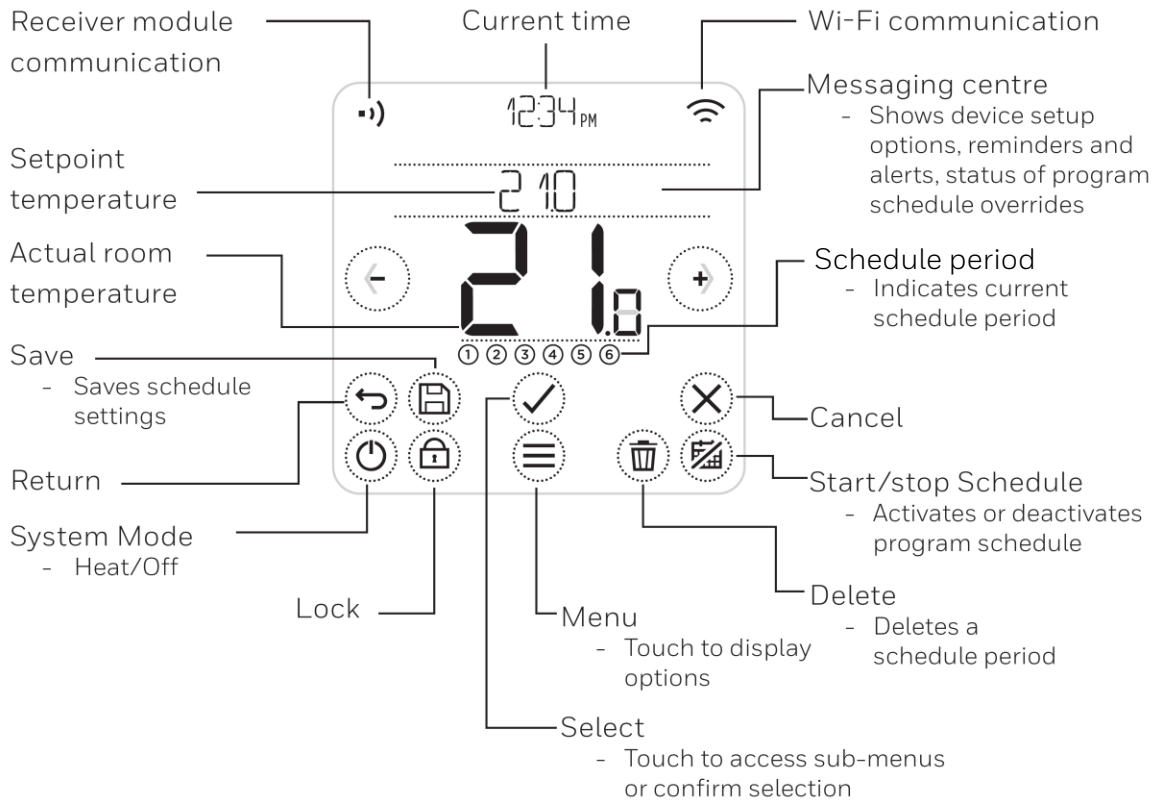 Receiver module
communication
Current time
Wi-Fi communication
Messaging centre
- Shows device setup
options, reminders and
alerts, status of program
schedule overrides
12:34 PM
Setpoint
temperature
21.0
Actual room
temperature
21.0
-
+
Schedule period
- Indicates current
schedule period
1 2 3 4 5 6
Save
- Saves schedule
settings
Return
System Mode
- Heat/Off
Lock
Cancel
Start/stop Schedule
- Activates or deactivates
program schedule
Delete
- Deletes a
schedule period
Menu
- Touch to display
options
Select
- Touch to access sub-menus
or confirm selection